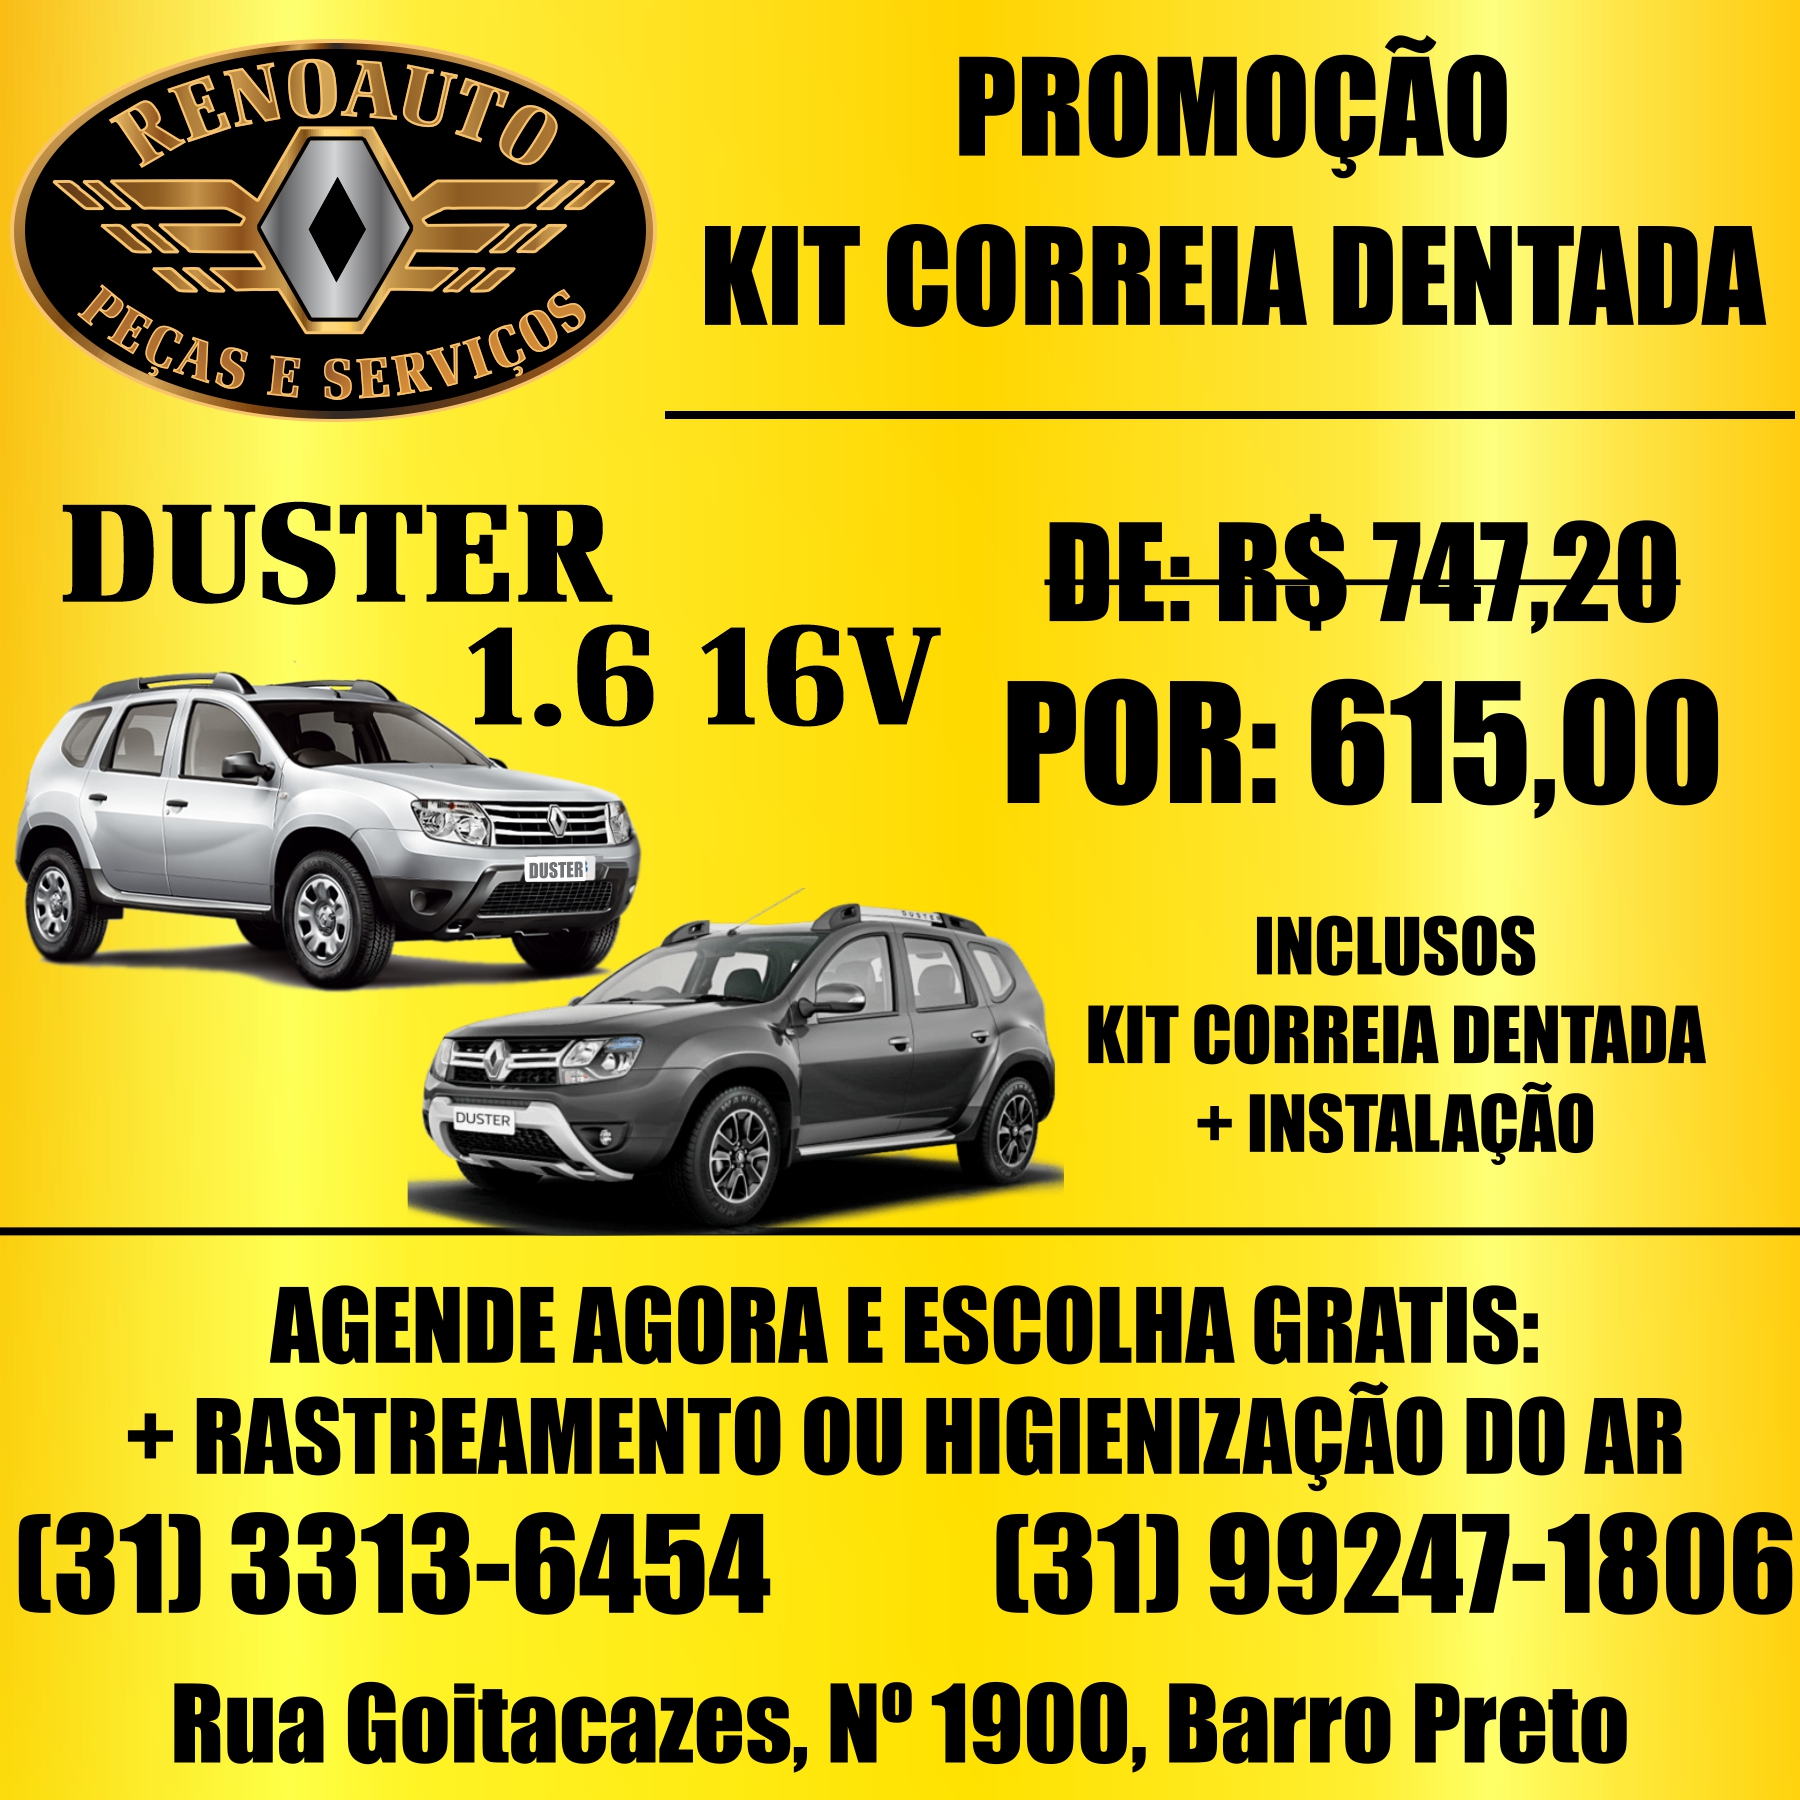 RENOAUTO
PEÇAS E SERVIÇOS
PROMOÇÃO
KIT CORREIA DENTADA
DUSTER
1.6 16V
DE: R$ 747,20
POR: 615,00
DUSTER
DUSTER
DUSTER
INCLUSOS
KIT CORREIA DENTADA
+ INSTALAÇÃO
AGENDE AGORA E ESCOLHA GRATIS:
+ RASTREAMENTO OU HIGIENIZAÇÃO DO AR
(31) 3313-6454
(31) 99247-1806
Rua Goitacazes, Nº 1900, Barro Preto